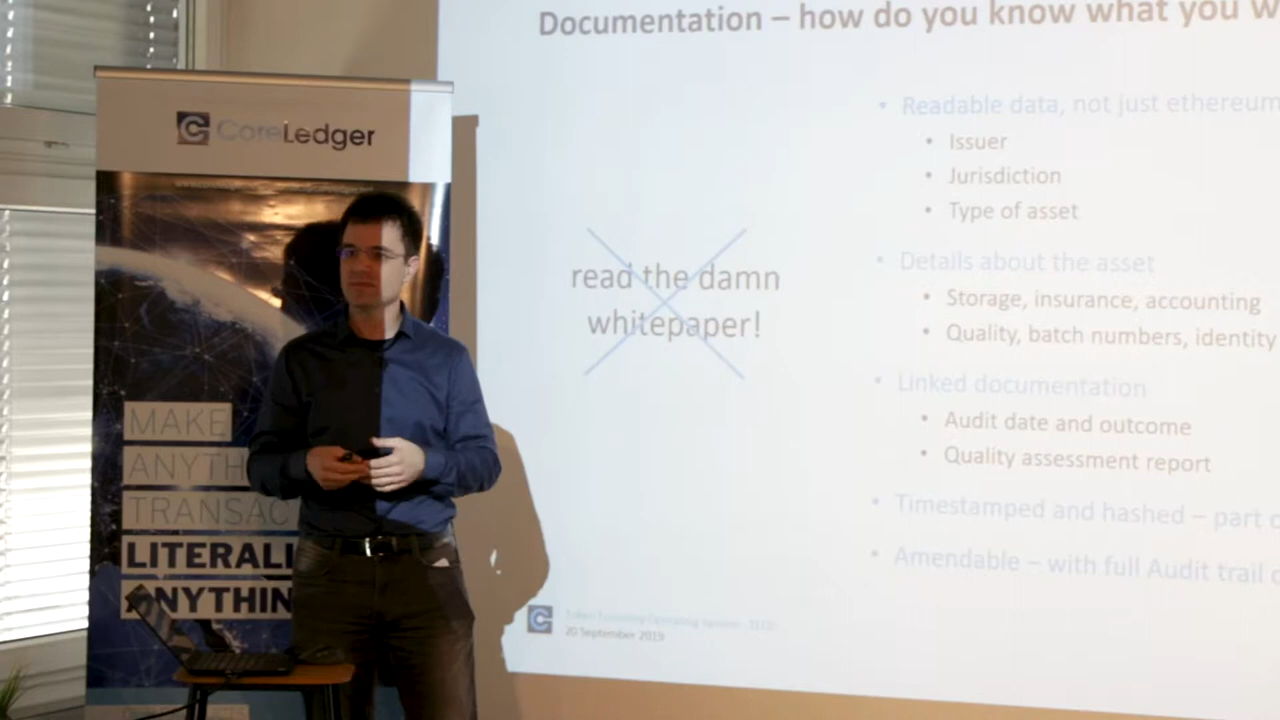 Documentation – how do you know what you w
CoreLedger
• Readable data, not just ethereum
• Issuer
• Jurisdiction
• Type of asset
read the damn
whitepaper!
• Details about the asset
• Storage, insurance, accounting
• Quality, batch numbers, identity
• Linked documentation
• Audit date and outcome
• Quality assessment report
• Timestamped and hashed – part o
• Amendable – with full Audit trail o
MAKE
ANYTH
TRANSAC
LITERALL
ANYTHIN
20 September 2019